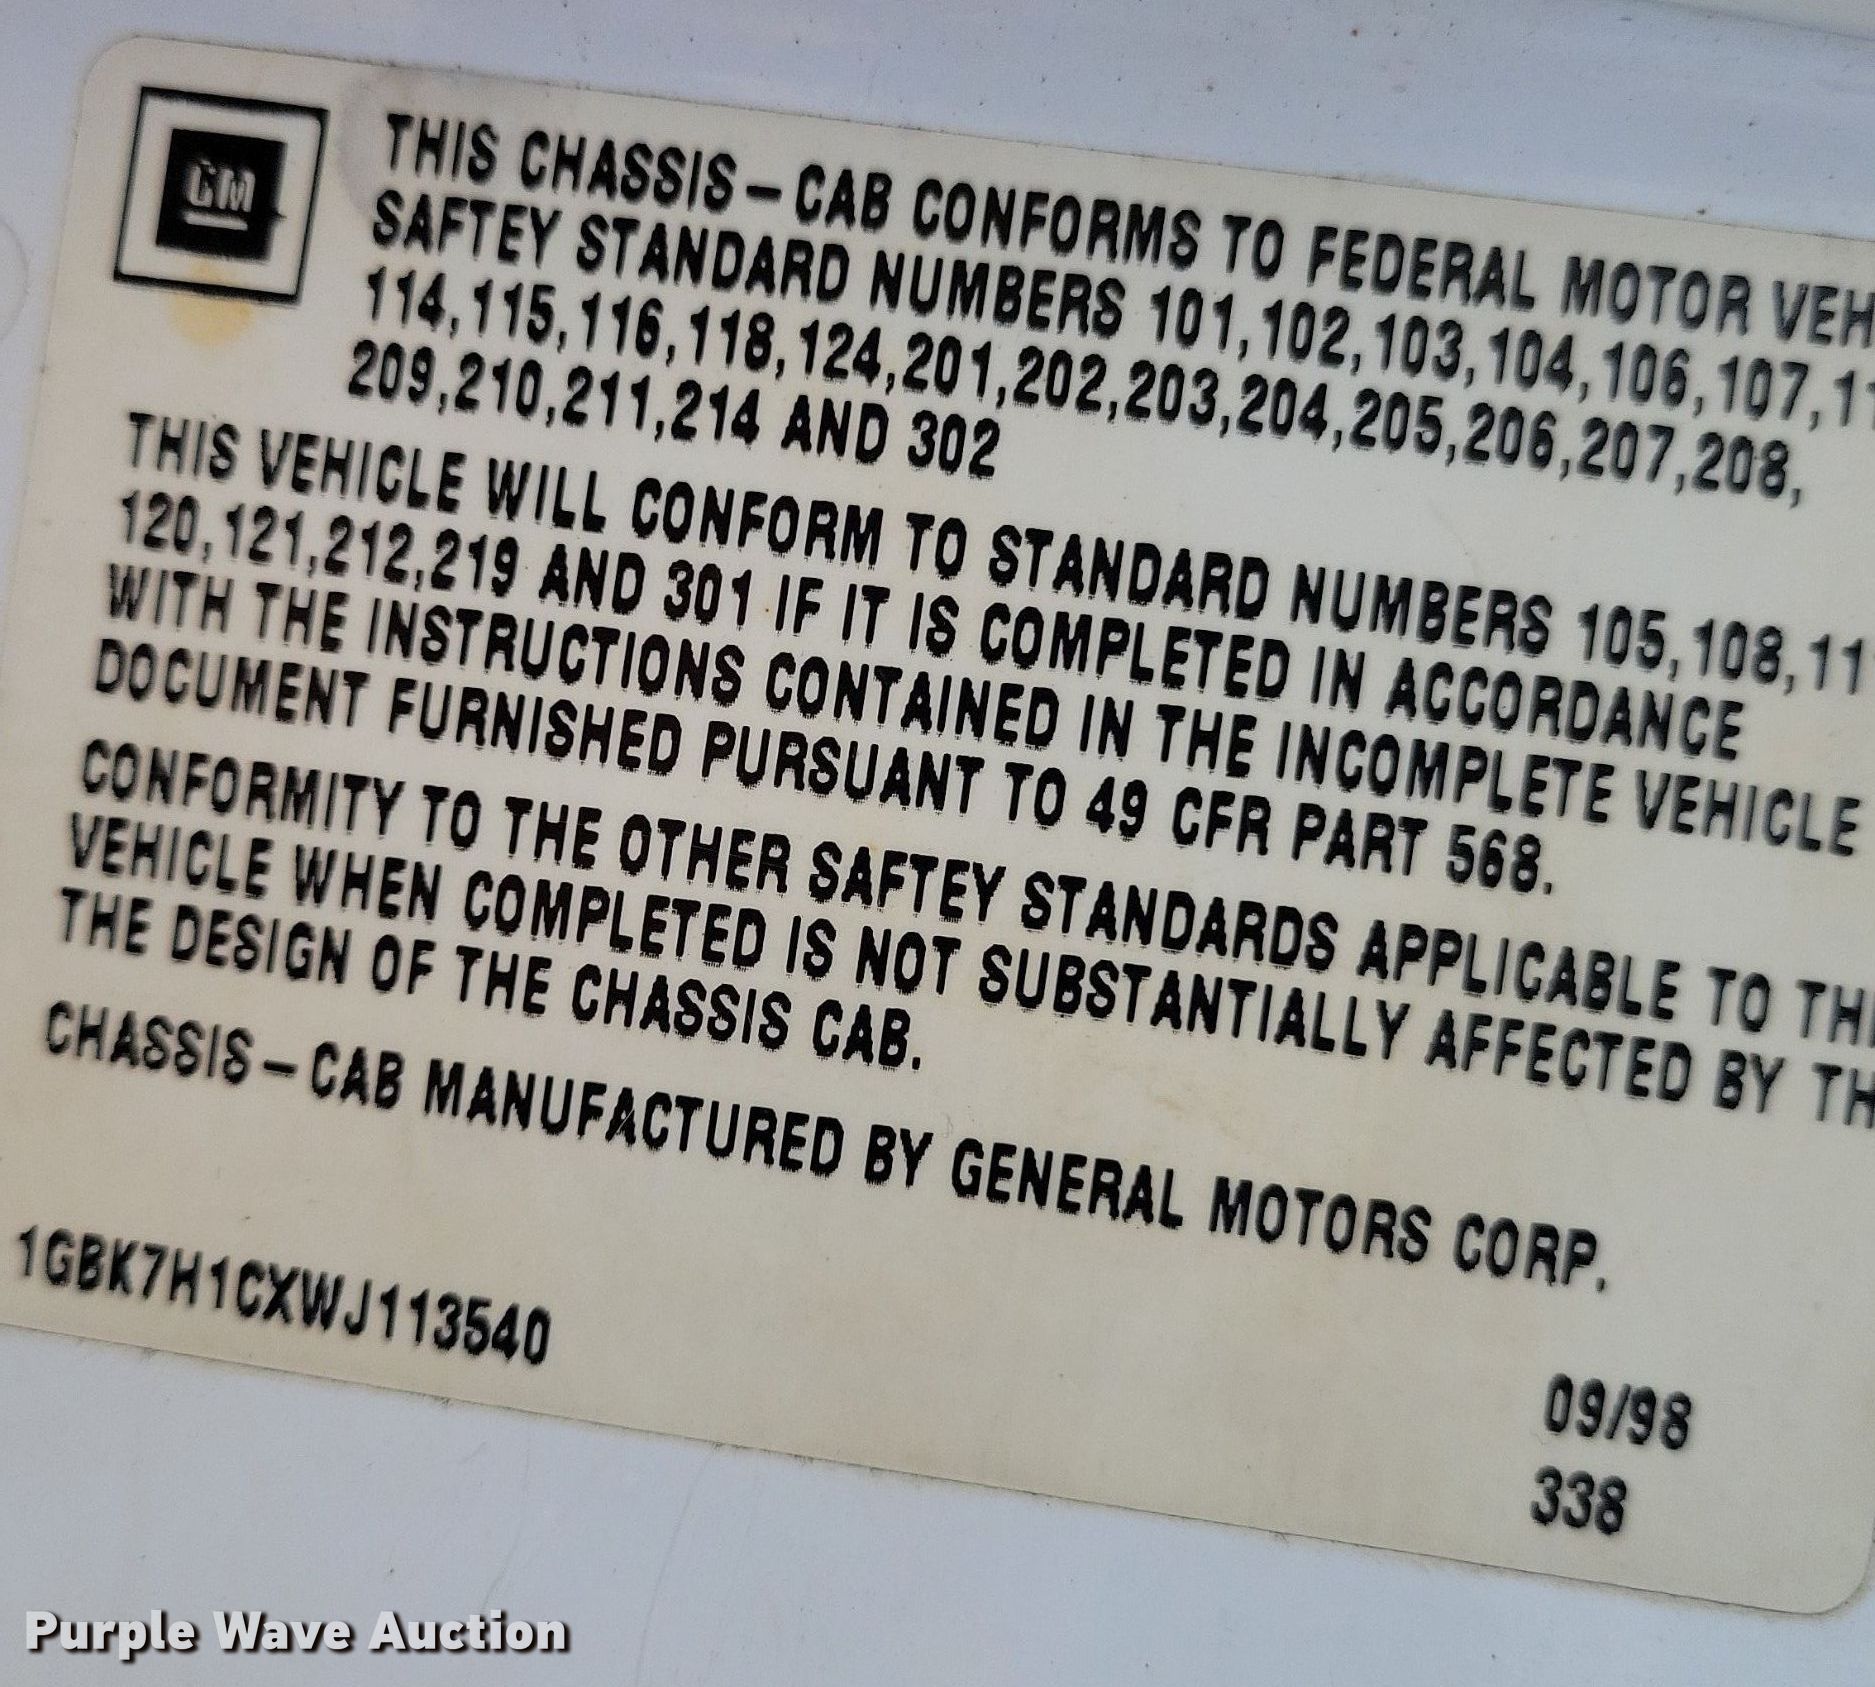 GM
THIS CHASSIS – CAB CONFORMS TO FEDERAL MOTOR VEH
SAFTEY STANDARD NUMBERS 101,102,103,104,106,107,11
114,115,116,118,124,201,202,203,204,205,206,207,208,
209,210,211,214 AND 302
THIS VEHICLE WILL CONFORM TO STANDARD NUMBERS 105,108,11
120,121,212,219 AND 301 IF IT IS COMPLETED IN ACCORDANCE
WITH THE INSTRUCTIONS CONTAINED IN THE INCOMPLETE VEHICLE
DOCUMENT FURNISHED PURSUANT TO 49 CFR PART 568.
CONFORMITY TO THE OTHER SAFTEY STANDARDS APPLICABLE TO TH
VEHICLE WHEN COMPLETED IS NOT SUBSTANTIALLY AFFECTED BY TH
THE DESIGN OF THE CHASSIS CAB.
CHASSIS – CAB MANUFACTURED BY GENERAL MOTORS CORP.
1GBK7H1CXWJ113540
09/98
338
Purple Wave Auction